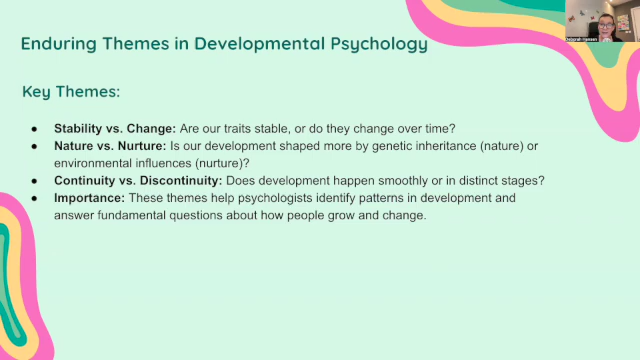 Enduring Themes in Developmental Psychology
Key Themes:
● Stability vs. Change: Are our traits stable, or do they change over time?
● Nature vs. Nurture: Is our development shaped more by genetic inheritance (nature) or
environmental influences (nurture)?
● Continuity vs. Discontinuity: Does development happen smoothly or in distinct stages?
● Importance: These themes help psychologists identify patterns in development and
answer fundamental questions about how people grow and change.
Deborah